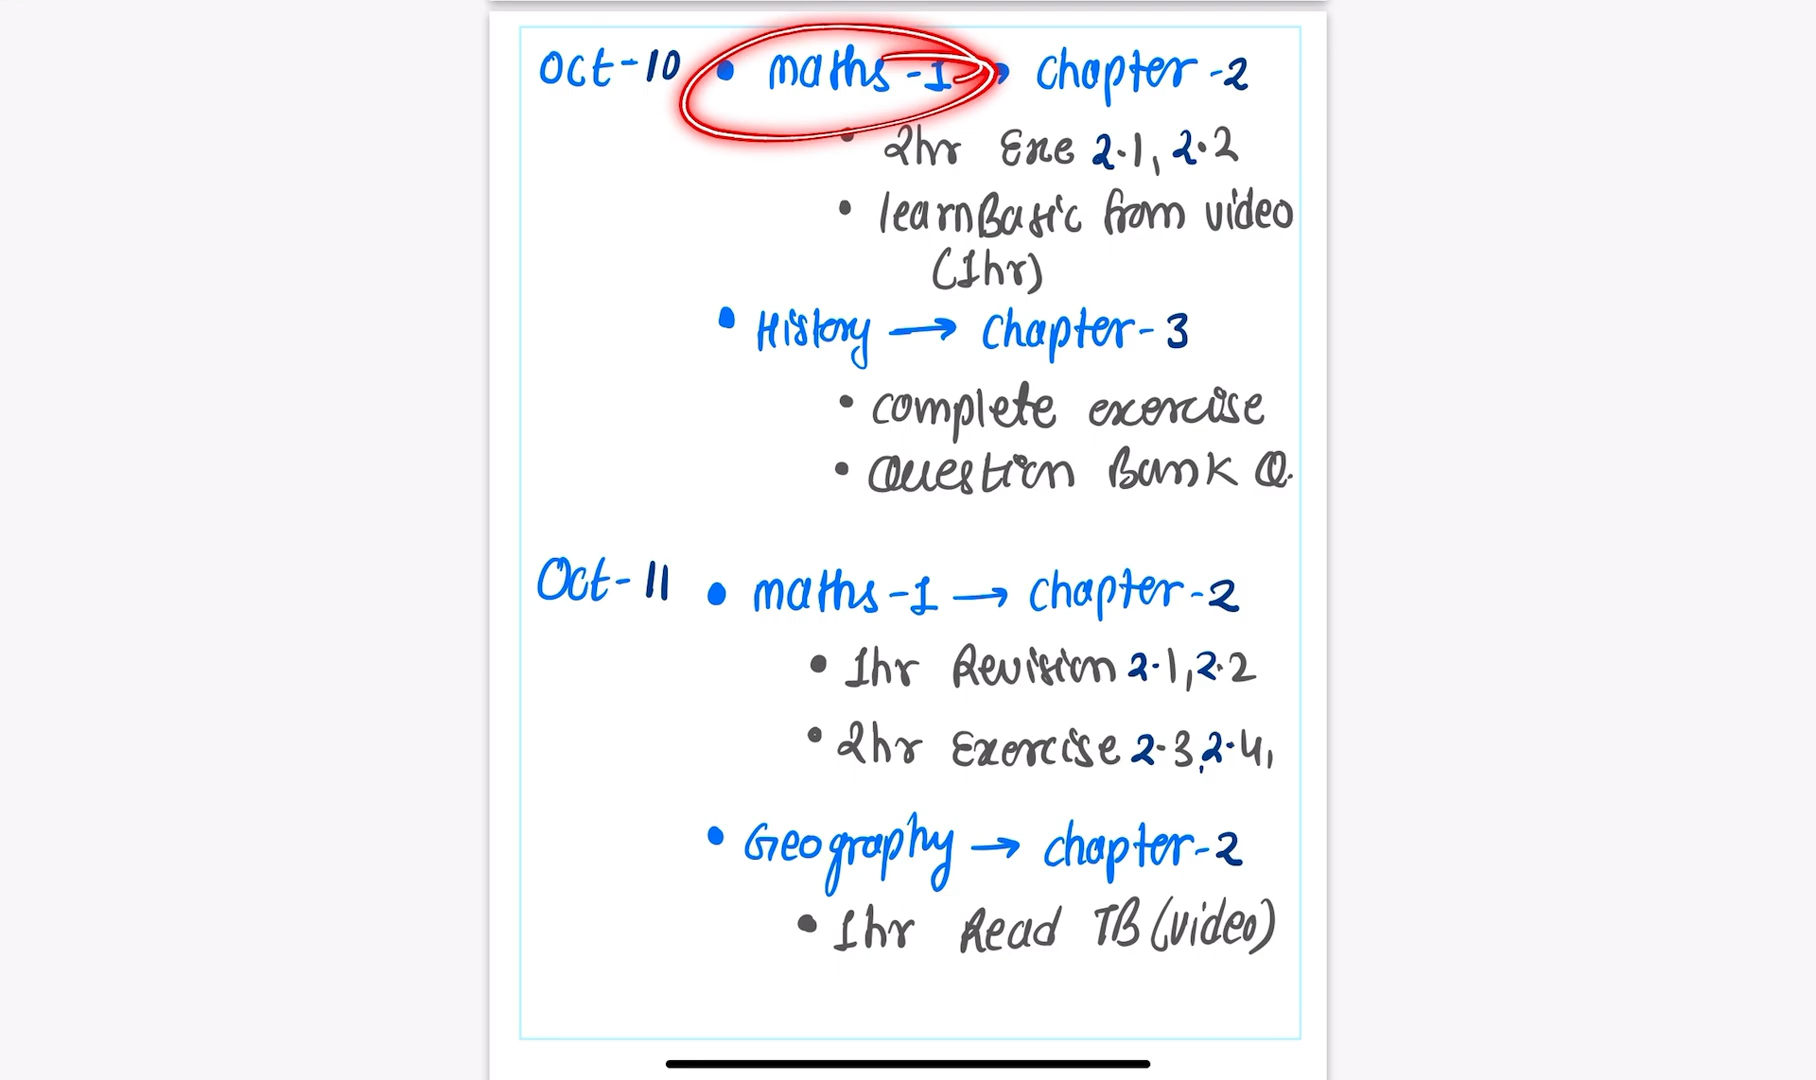 Oct-10 • maths-1 → chapter-2
• 2hr Exe 2.1, 2.2
• learn Basic from video
(1hr)
• History → chapter-3
• complete exercise
• Question Bank Q.
Oct-11 • maths-1 → chapter-2
• 1hr Revision 2.1, 2.2
• 2hr Exercise 2.3, 2.4,
• Geography → chapter-2
• 1hr Read TB (video)